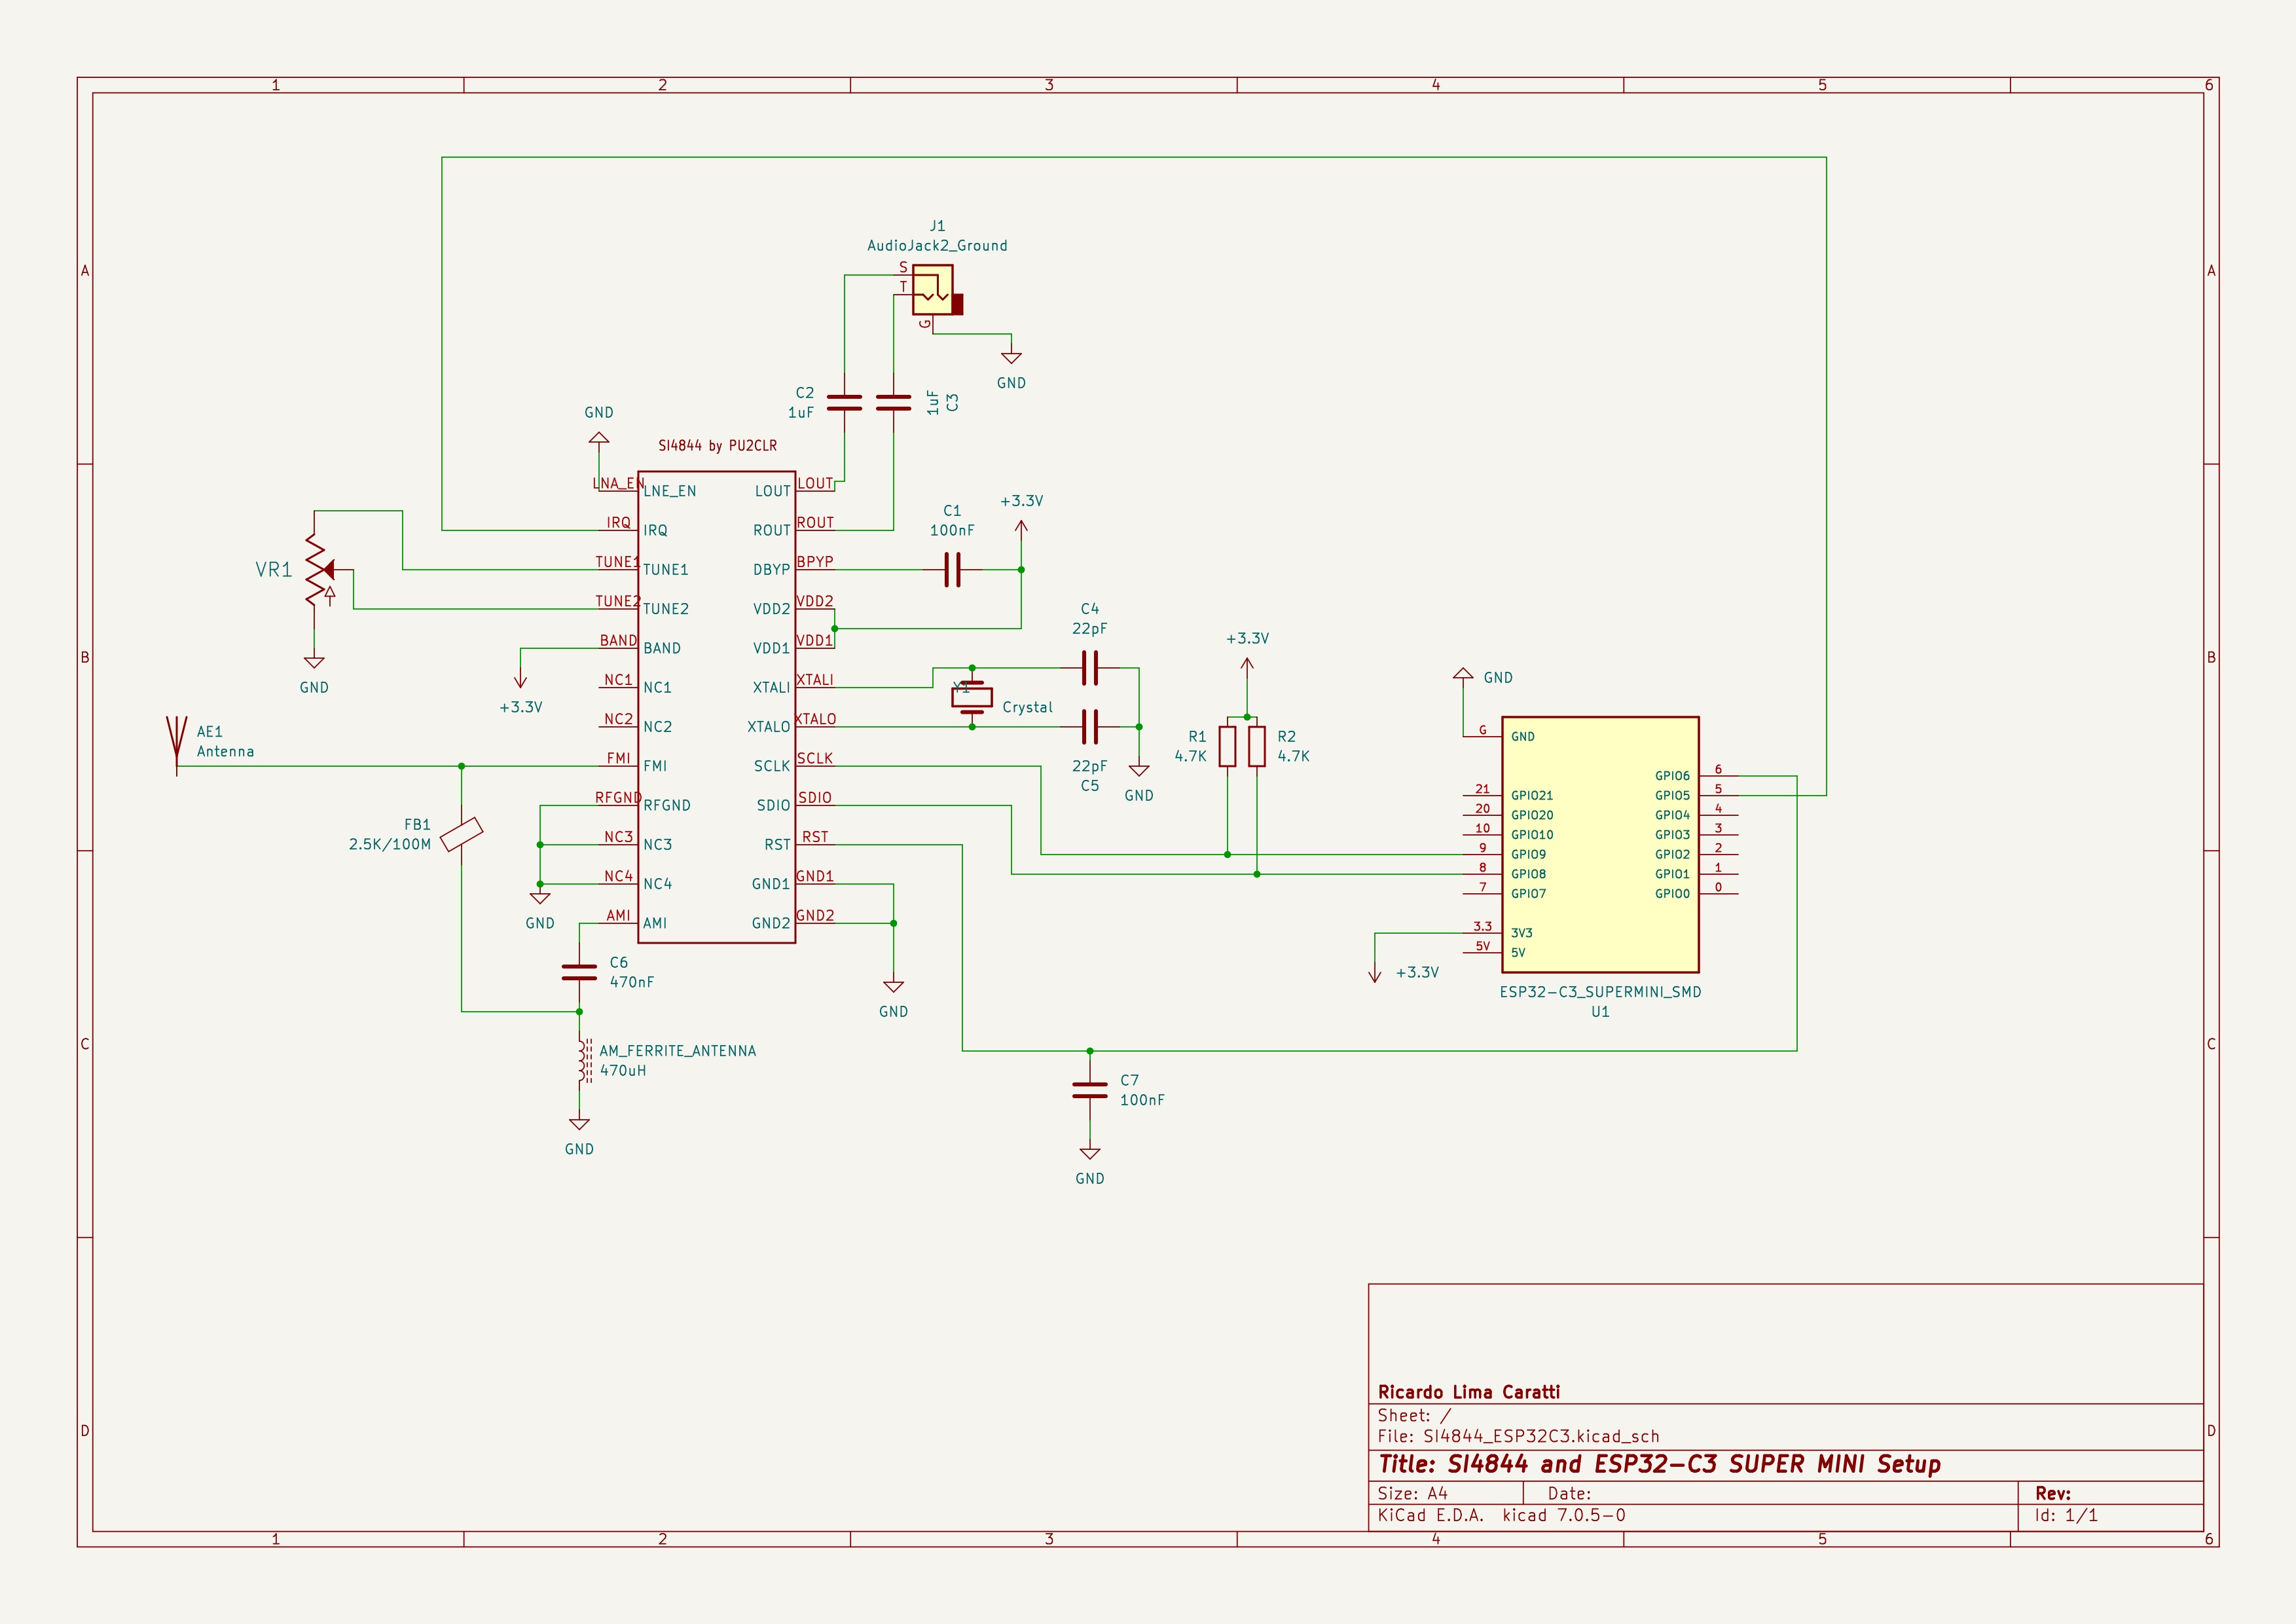 1 2 3 4 5 6
A A
B B
C C
D D
1 2 3 4 5 6
J1
AudioJack2_Ground
S
T
G
GND
C2
1uF
1uF
C3
GND
SI4844 by PU2CLR
LNA_EN LNE_EN
IRQ IRQ
TUNE1 TUNE1
TUNE2 TUNE2
BAND BAND
NC1 NC1
NC2 NC2
FMI FMI
RFGND RFGND
NC3 NC3
NC4 NC4
AMI AMI
LOUT LOUT
ROUT ROUT
DBYP BPYP
VDD2 VDD2
VDD1 VDD1
XTALI XTALI
XTALO XTALO
SCLK SCLK
SDIO SDIO
RST RST
GND1 GND1
GND2 GND2
VR1
GND
+3.3V
AE1
Antenna
FB1
2.5K/100M
GND
C6
470nF
AM_FERRITE_ANTENNA
470uH
GND
C1
100nF
+3.3V
C4
22pF
Y1
Crystal
22pF
C5
GND
+3.3V
R1
4.7K
R2
4.7K
GND
C7
100nF
GND
GND
G GND
21 GPIO21
20 GPIO20
10 GPIO10
9 GPIO9
8 GPIO8
7 GPIO7
3.3 3V3
5V 5V
GPIO6 6
GPIO5 5
GPIO4 4
GPIO3 3
GPIO2 2
GPIO1 1
GPIO0 0
+3.3V
ESP32-C3_SUPERMINI_SMD
U1
Ricardo Lima Caratti
Sheet: /
File: SI4844_ESP32C3.kicad_sch
Title: SI4844 and ESP32-C3 SUPER MINI Setup
Size: A4 Date: Rev:
KiCad E.D.A. kicad 7.0.5-0 Id: 1/1